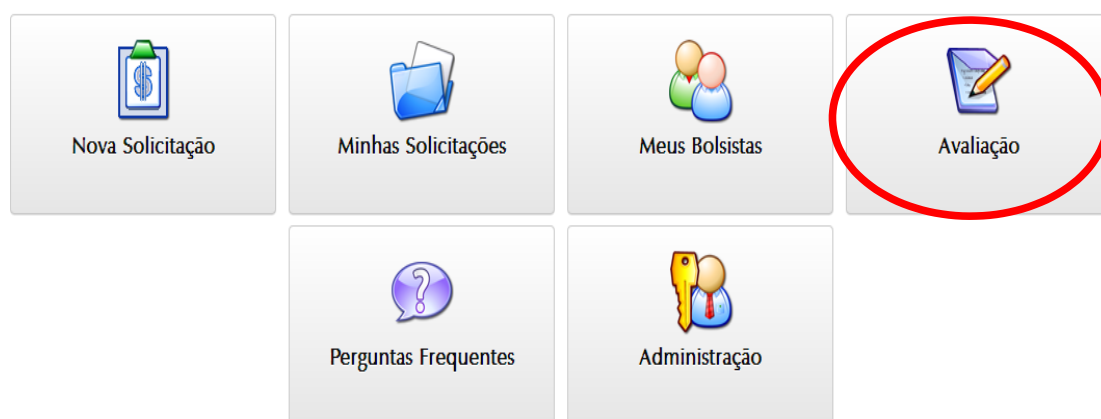 Nova Solicitação
Minhas Solicitações
Meus Bolsistas
Avaliação
Perguntas Frequentes
Administração